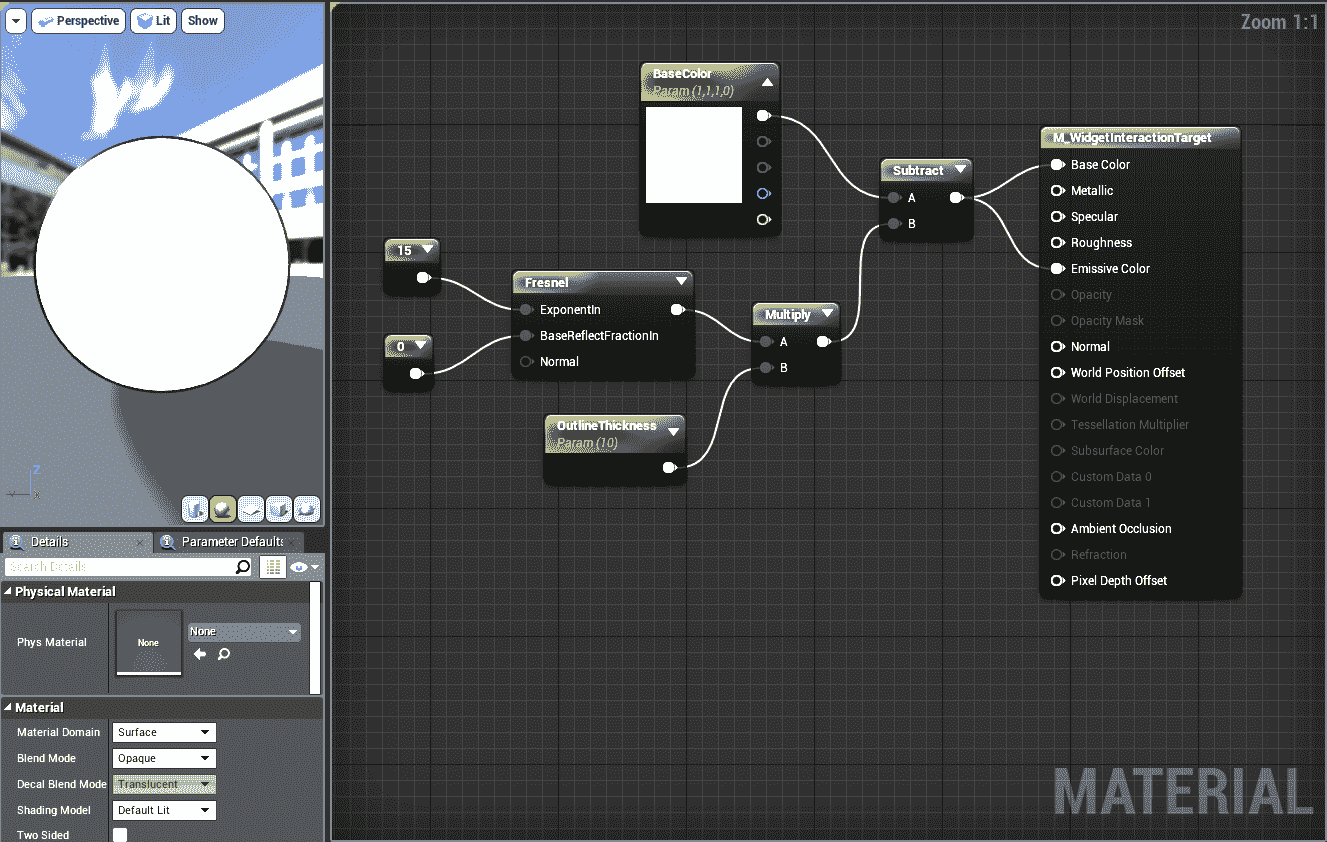 Perspective
Lit
Show
Zoom 1:1
BaseColor
Param (1,1,1,0)
M_WidgetInteractionTarget
Base Color
Metallic
Specular
Roughness
Emissive Color
Opacity
Opacity Mask
Normal
World Position Offset
World Displacement
Tessellation Multiplier
Subsurface Color
Custom Data 0
Custom Data 1
Ambient Occlusion
Refraction
Pixel Depth Offset
Subtract
A
B
15
0
Fresnel
ExponentIn
BaseReflectFractionIn
Normal
Multiply
A
B
OutlineThickness
Param (10)
MATERIAL
Z
Y
X
Details
Parameter Defaults
Search Details
Physical Material
Phys Material
None
None
Material
Material Domain
Surface
Blend Mode
Opaque
Decal Blend Mode
Translucent
Shading Model
Default Lit
Two Sided